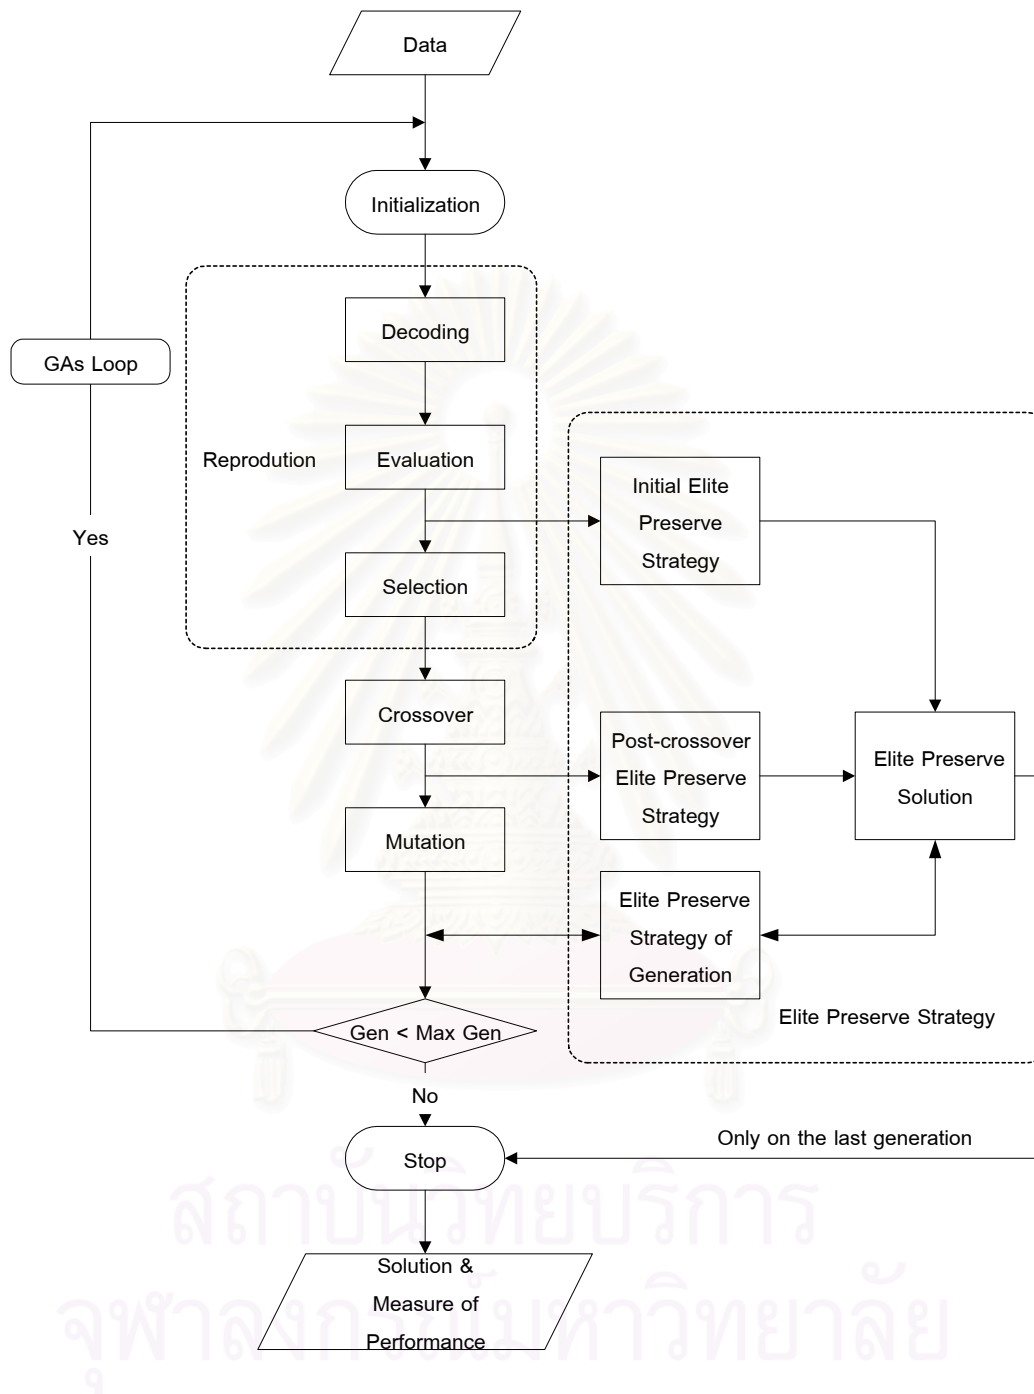 Data
Initialization
Decoding
GAs Loop
Reprodution
Evaluation
Initial Elite
Preserve
Strategy
Yes
Selection
Crossover
Post-crossover
Elite Preserve
Strategy
Elite Preserve
Solution
Mutation
Elite Preserve
Strategy of
Generation
Elite Preserve Strategy
Gen < Max Gen
No
Only on the last generation
Stop
สถาบันวิทยบริการ
Solution &
Measure of
Performance
จุฬาลงกรณ์มหาวิทยาลัย